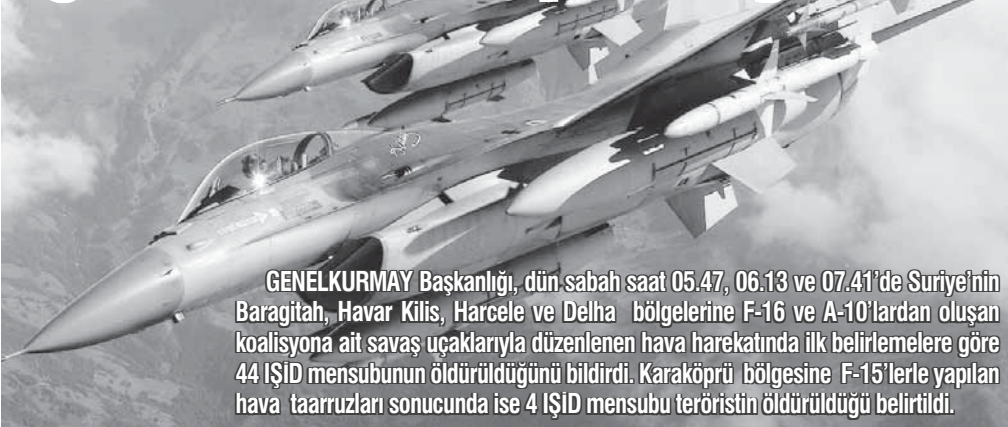 GENELKURMAY Başkanlığı, dün sabah saat 05.47, 06.13 ve 07.41’de Suriye’nin
Baragitah, Havar Kilis, Harcele ve Delha bölgelerine F-16 ve A-10’lardan oluşan
koalisyona ait savaş uçaklarıyla düzenlenen hava harekatında ilk belirlemelere göre
44 IŞİD mensubunun öldürüldüğünü bildirdi. Karaköprü bölgesine F-15’lerle yapılan
hava taarruzları sonucunda ise 4 IŞİD mensubu teröristin öldürüldüğü belirtildi.